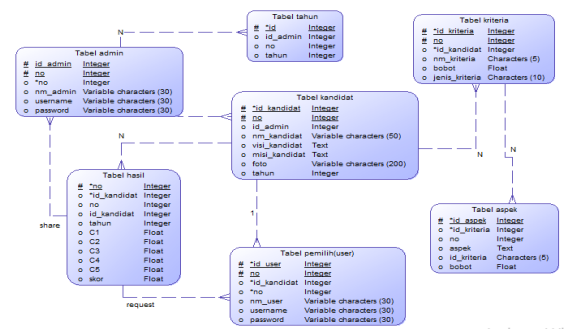 Tabel tahun
# *id Integer
o id_admin Integer
o no Integer
o tahun Integer
N
Tabel admin
# id_admin Integer
# no Integer
o *no Integer
o nm_admin Variable characters (30)
o username Variable characters (30)
o password Variable characters (30)
Tabel kriteria
# *id_kriteria Integer
# no Integer
o *id_kandidat Integer
o nm_kriteria Characters (5)
o bobot Float
o jenis_kriteria Characters (10)
Tabel kandidat
# *id_kandidat Integer
# no Integer
o id_admin Integer
o nm_kandidat Variable characters (50)
o visi_kandidat Text
o misi_kandidat Text
o foto Variable characters (200)
o tahun Integer
N
N
N
Tabel hasil
# *no Integer
o *id_kandidat Integer
o no Integer
o id_kandidat Integer
o tahun Integer
o C1 Float
o C2 Float
o C3 Float
o C4 Float
o C5 Float
o skor Float
share
1
Tabel aspek
# *id_aspek Integer
o *id_kriteria Integer
o no Integer
o aspek Text
o id_kriteria Characters (5)
o bobot Float
Tabel pemilih(user)
# *id_user Integer
# no Integer
o *id_kandidat Integer
o *no Integer
o nm_user Variable characters (30)
o username Variable characters (30)
o password Variable characters (30)
request